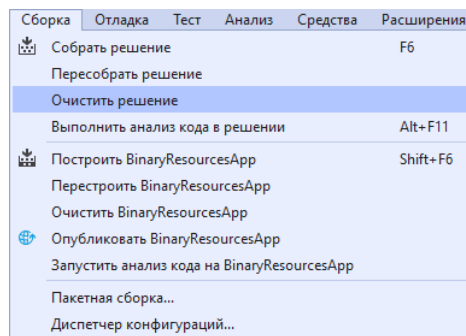 Сборка Отладка Тест Анализ Средства Расширения
Собрать решение F6
Пересобрать решение
Очистить решение
Выполнить анализ кода в решении Alt+F11
Построить BinaryResourcesApp Shift+F6
Перестроить BinaryResourcesApp
Очистить BinaryResourcesApp
Опубликовать BinaryResourcesApp
Запустить анализ кода на BinaryResourcesApp
Пакетная сборка...
Диспетчер конфигураций...